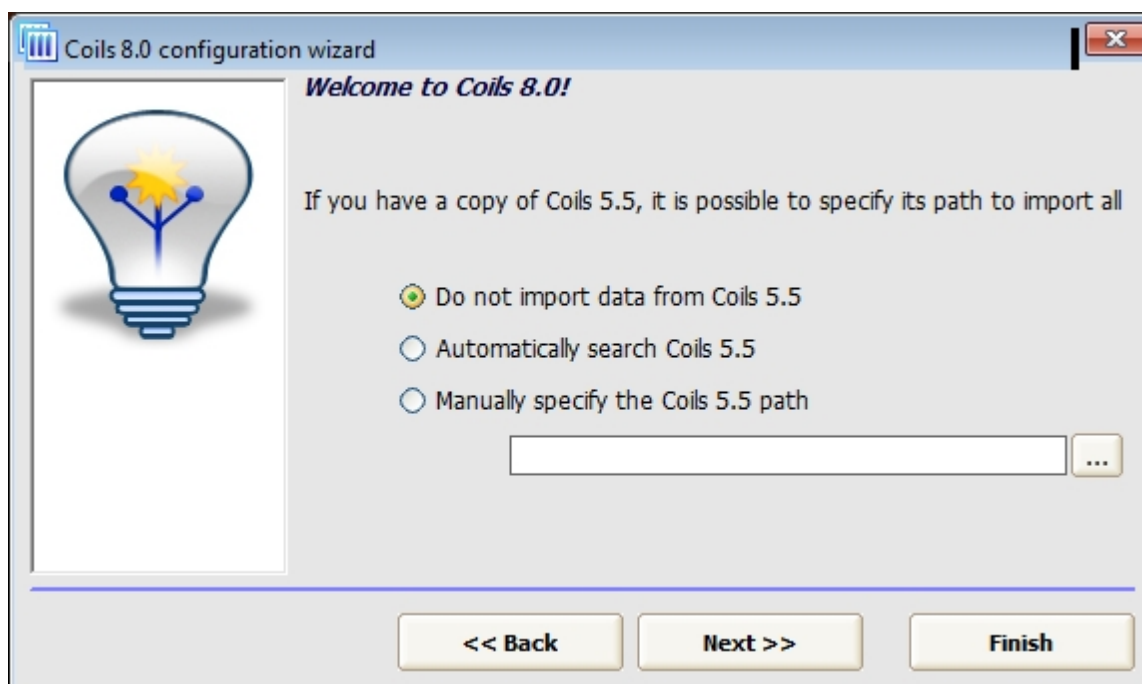 Coils 8.0 configuration wizard
Welcome to Coils 8.0!
If you have a copy of Coils 5.5, it is possible to specify its path to import all
Do not import data from Coils 5.5
Automatically search Coils 5.5
Manually specify the Coils 5.5 path
...
<< Back Next >> Finish